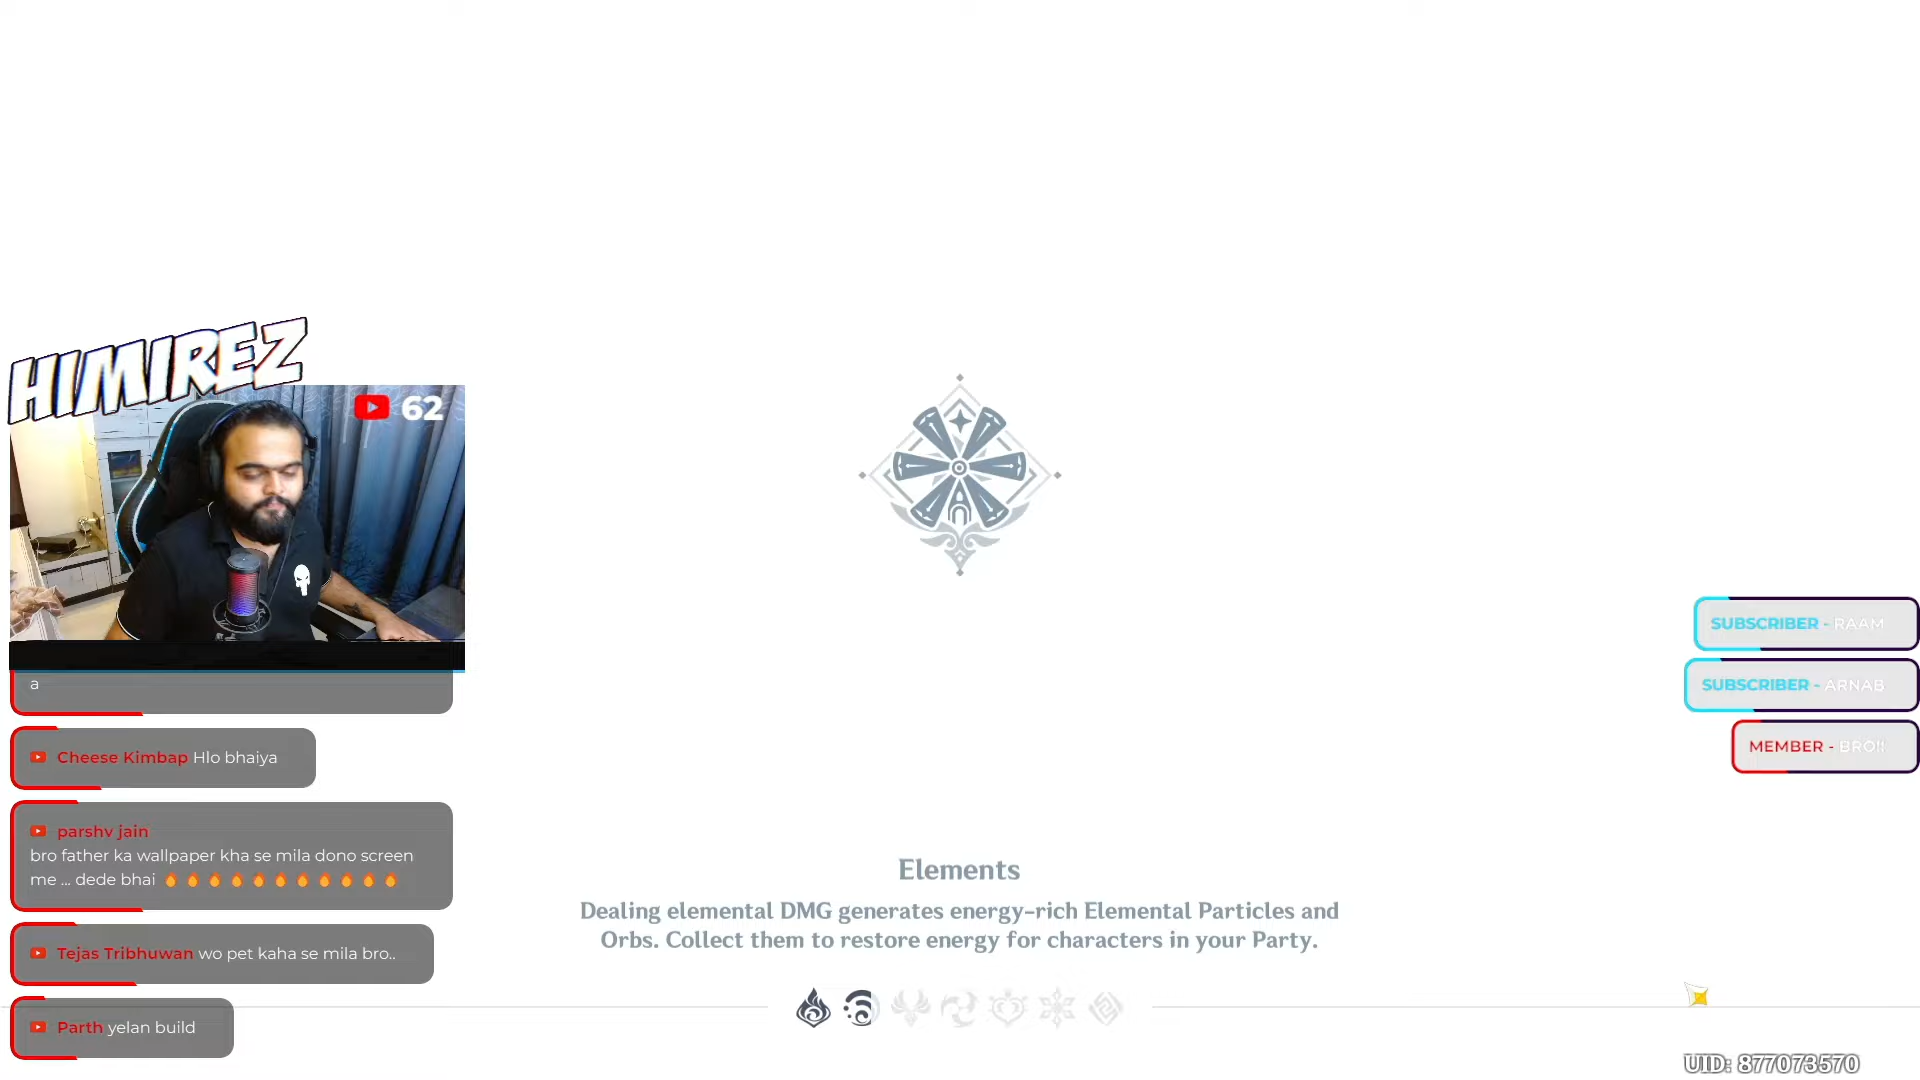 HIMIREZ
62
a
Cheese Kimbap Hlo bhaiya
parshv jain
bro father ka wallpaper kha se mila dono screen
me ... dede bhai 🔥🔥🔥🔥🔥🔥🔥🔥🔥🔥🔥
Tejas Tribhuwan wo pet kaha se mila bro..
Parth yelan build
Elements
Dealing elemental DMG generates energy-rich Elemental Particles and
Orbs. Collect them to restore energy for characters in your Party.
SUBSCRIBER - RAAM
SUBSCRIBER - ARNAB
MEMBER - BRO!!
UID: 877073570